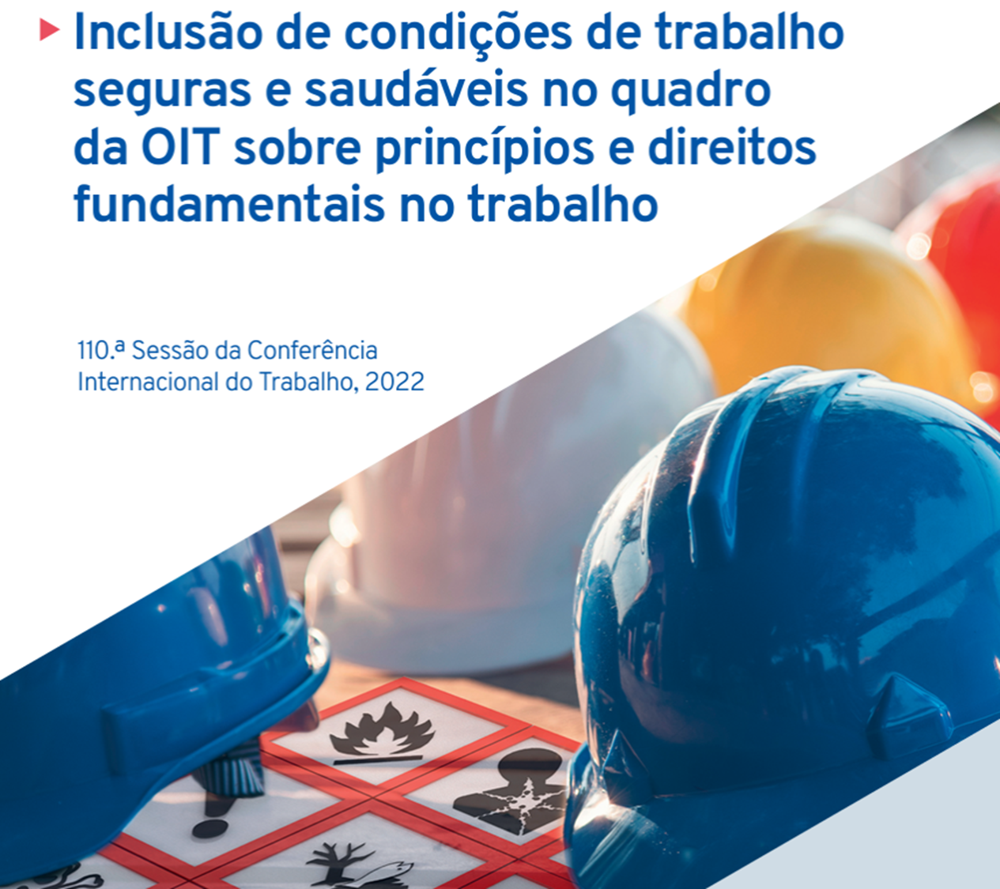 Inclusão de condições de trabalho
seguras e saudáveis no quadro
da OIT sobre princípios e direitos
fundamentais no trabalho
110.ª Sessão da Conferência
Internacional do Trabalho, 2022